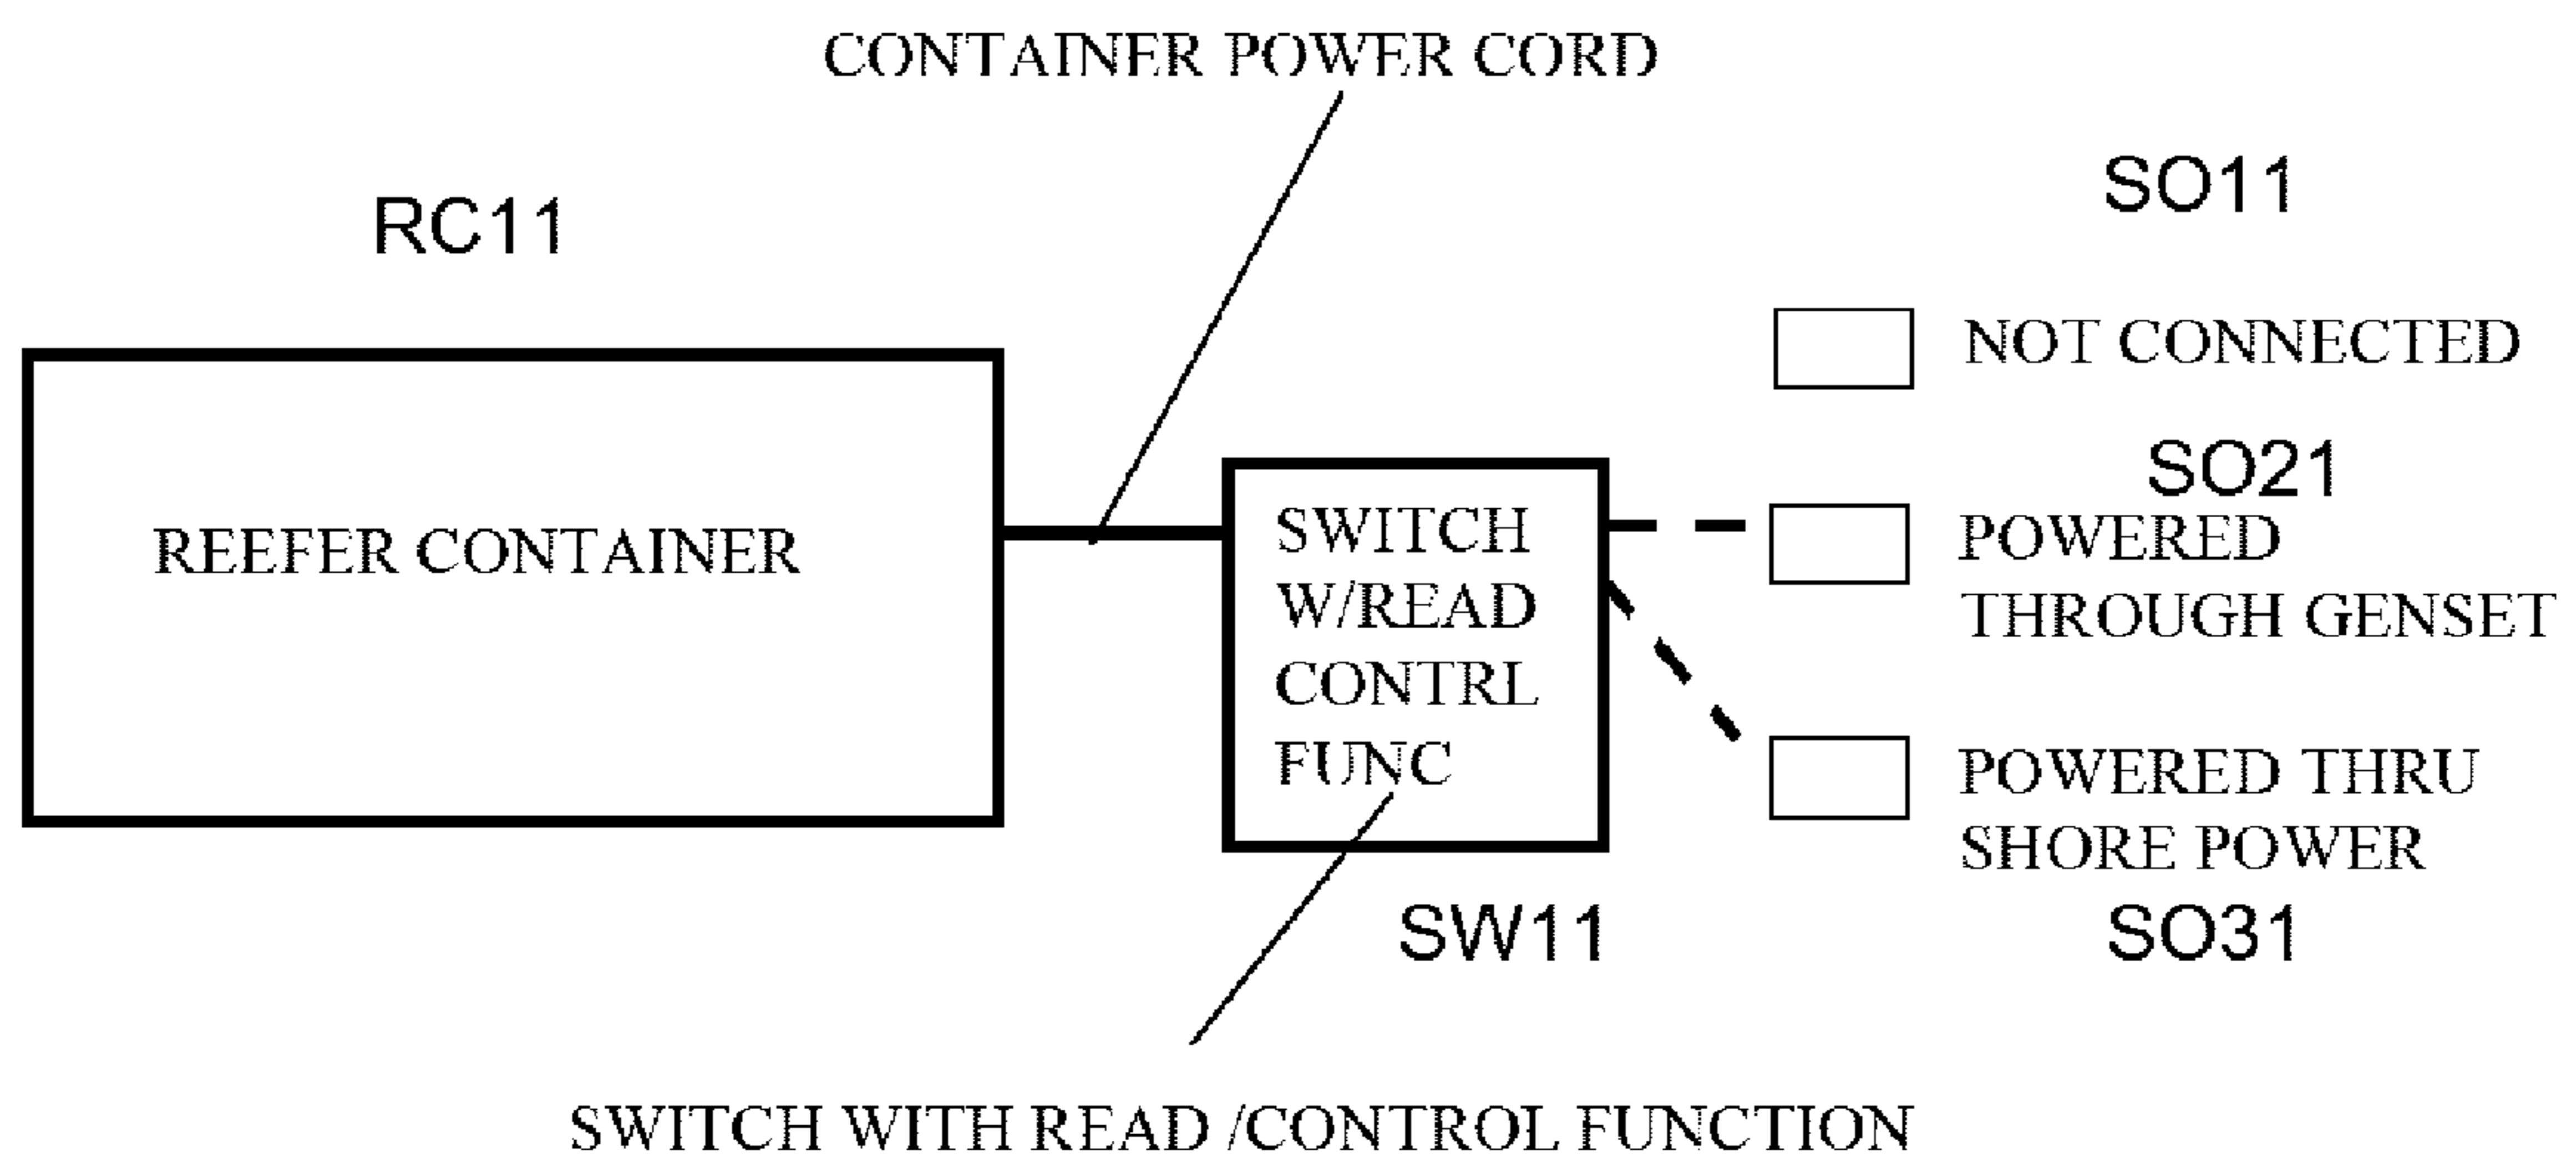 CONTAINER POWER CORD
SO11
RC11
NOT CONNECTED
SO21
REEFER CONTAINER
SWITCH
W/READ
CONTRL
FUNC
POWERED
THROUGH GENSET
POWERED THRU
SHORE POWER
SW11
SO31
SWITCH WITH READ /CONTROL FUNCTION